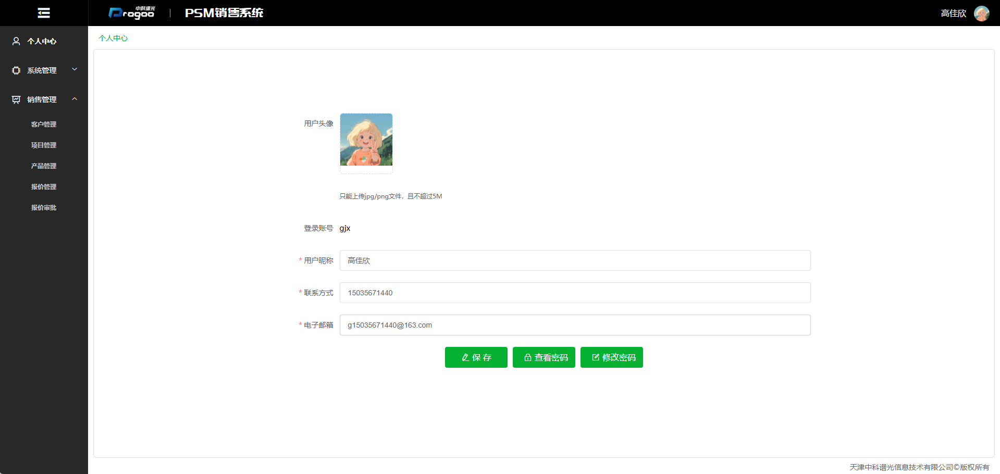 中科谱光
Pragoo
PSM销售系统
高佳欣
个人中心
系统管理
销售管理
客户管理
项目管理
产品管理
报价管理
报价审批
个人中心
用户头像
只能上传jpg/png文件，且不超过5M
登录账号 gjx
* 用户昵称 高佳欣
* 联系方式 15035671440
* 电子邮箱 g15035671440@163.com
保 存 查看密码 修改密码
天津中科谱光信息技术有限公司©版权所有